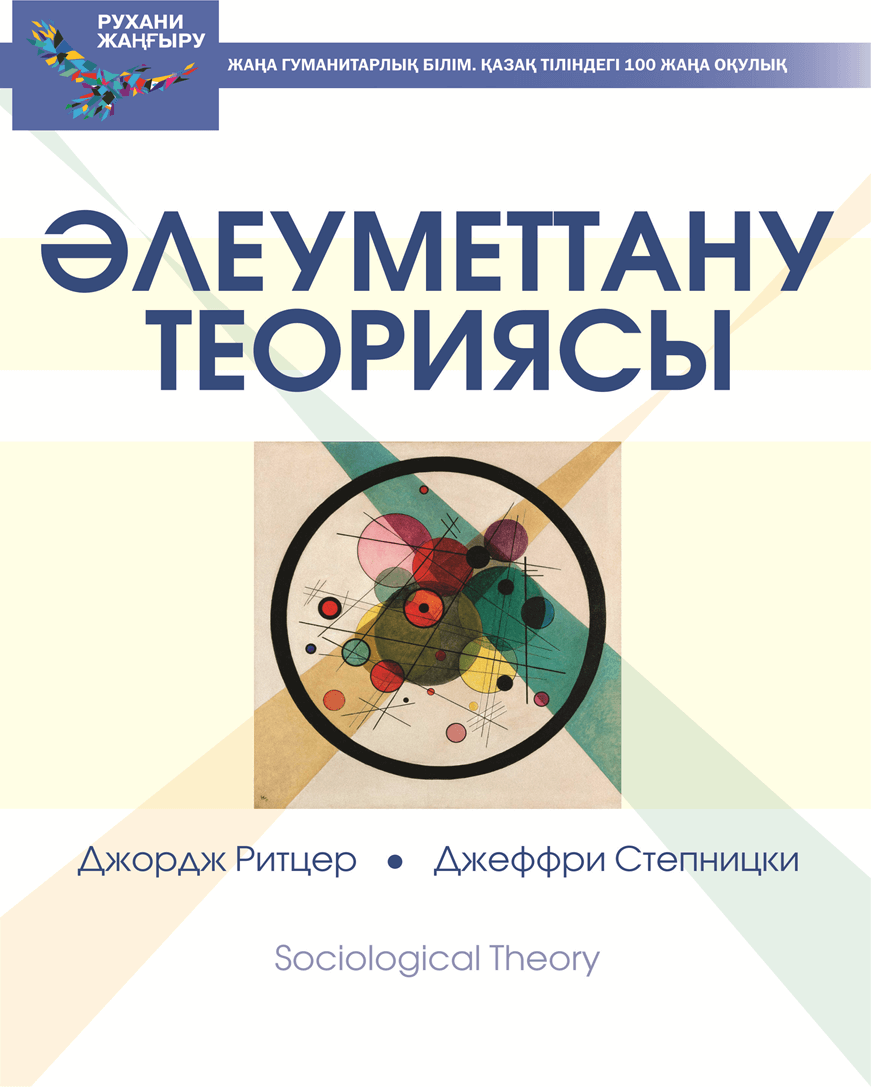 РУХАНИ
ЖАҢҒЫРУ
ЖАҢА ГУМАНИТАРЛЫҚ БІЛІМ. ҚАЗАҚ ТІЛІНДЕГІ 100 ЖАҢА ОҚУЛЫҚ
ӘЛЕУМЕТТАНУ
ТЕОРИЯСЫ
Джордж Ритцер ● Джеффри Степницки
Sociological Theory